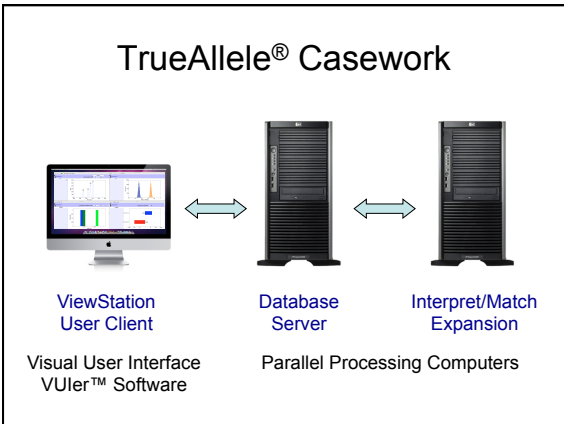 TrueAllele® Casework
ViewStation
User Client
Database
Server
Interpret/Match
Expansion
Visual User Interface
VUIer™ Software
Parallel Processing Computers